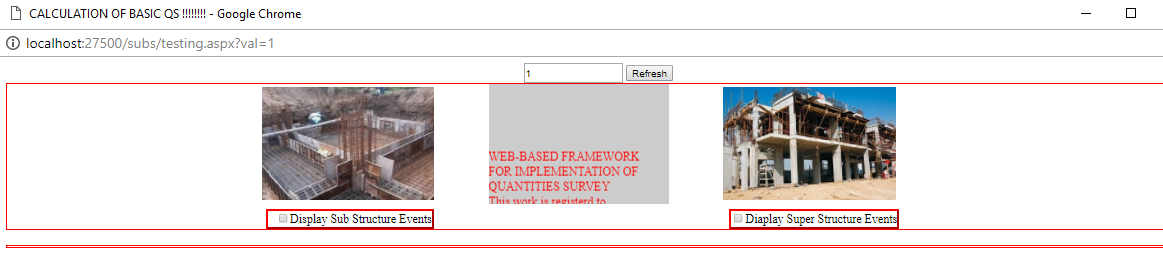 CALCULATION OF BASIC QS !!!!!!!! - Google Chrome
localhost:27500/subs/testing.aspx?val=1
1 Refresh
WEB-BASED FRAMEWORK
FOR IMPLEMENTATION OF
QUANTITIES SURVEY
This work is registerd to
Display Sub Structure Events
Diaplay Super Structure Events